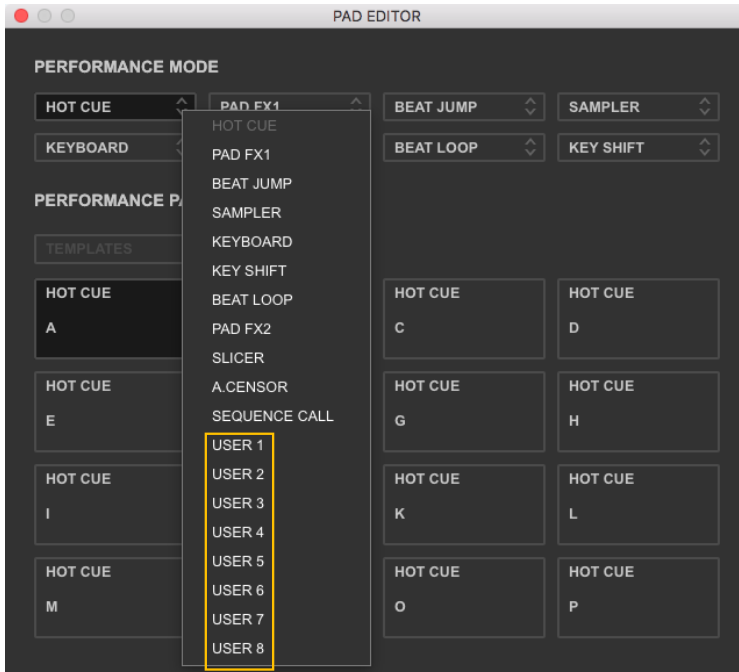 PAD EDITOR
PERFORMANCE MODE
HOT CUE
PAD FX1
BEAT JUMP
SAMPLER
KEYBOARD
BEAT LOOP
KEY SHIFT
HOT CUE
PAD FX1
BEAT JUMP
SAMPLER
KEYBOARD
KEY SHIFT
BEAT LOOP
PAD FX2
SLICER
A.CENSOR
SEQUENCE CALL
USER 1
USER 2
USER 3
USER 4
USER 5
USER 6
USER 7
USER 8
PERFORMANCE
TEMPLATES
HOT CUE
A
HOT CUE
C
HOT CUE
D
HOT CUE
E
HOT CUE
G
HOT CUE
H
HOT CUE
I
HOT CUE
K
HOT CUE
L
HOT CUE
M
HOT CUE
O
HOT CUE
P